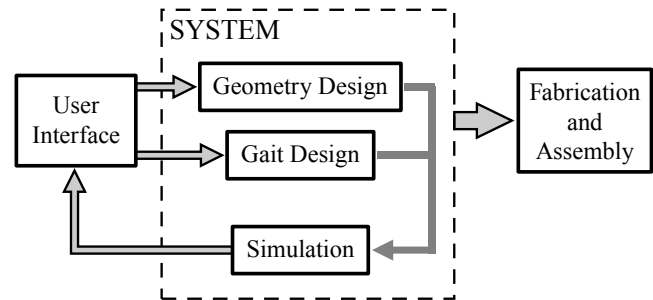 SYSTEM
User
Interface
Geometry Design
Gait Design
Simulation
Fabrication
and
Assembly